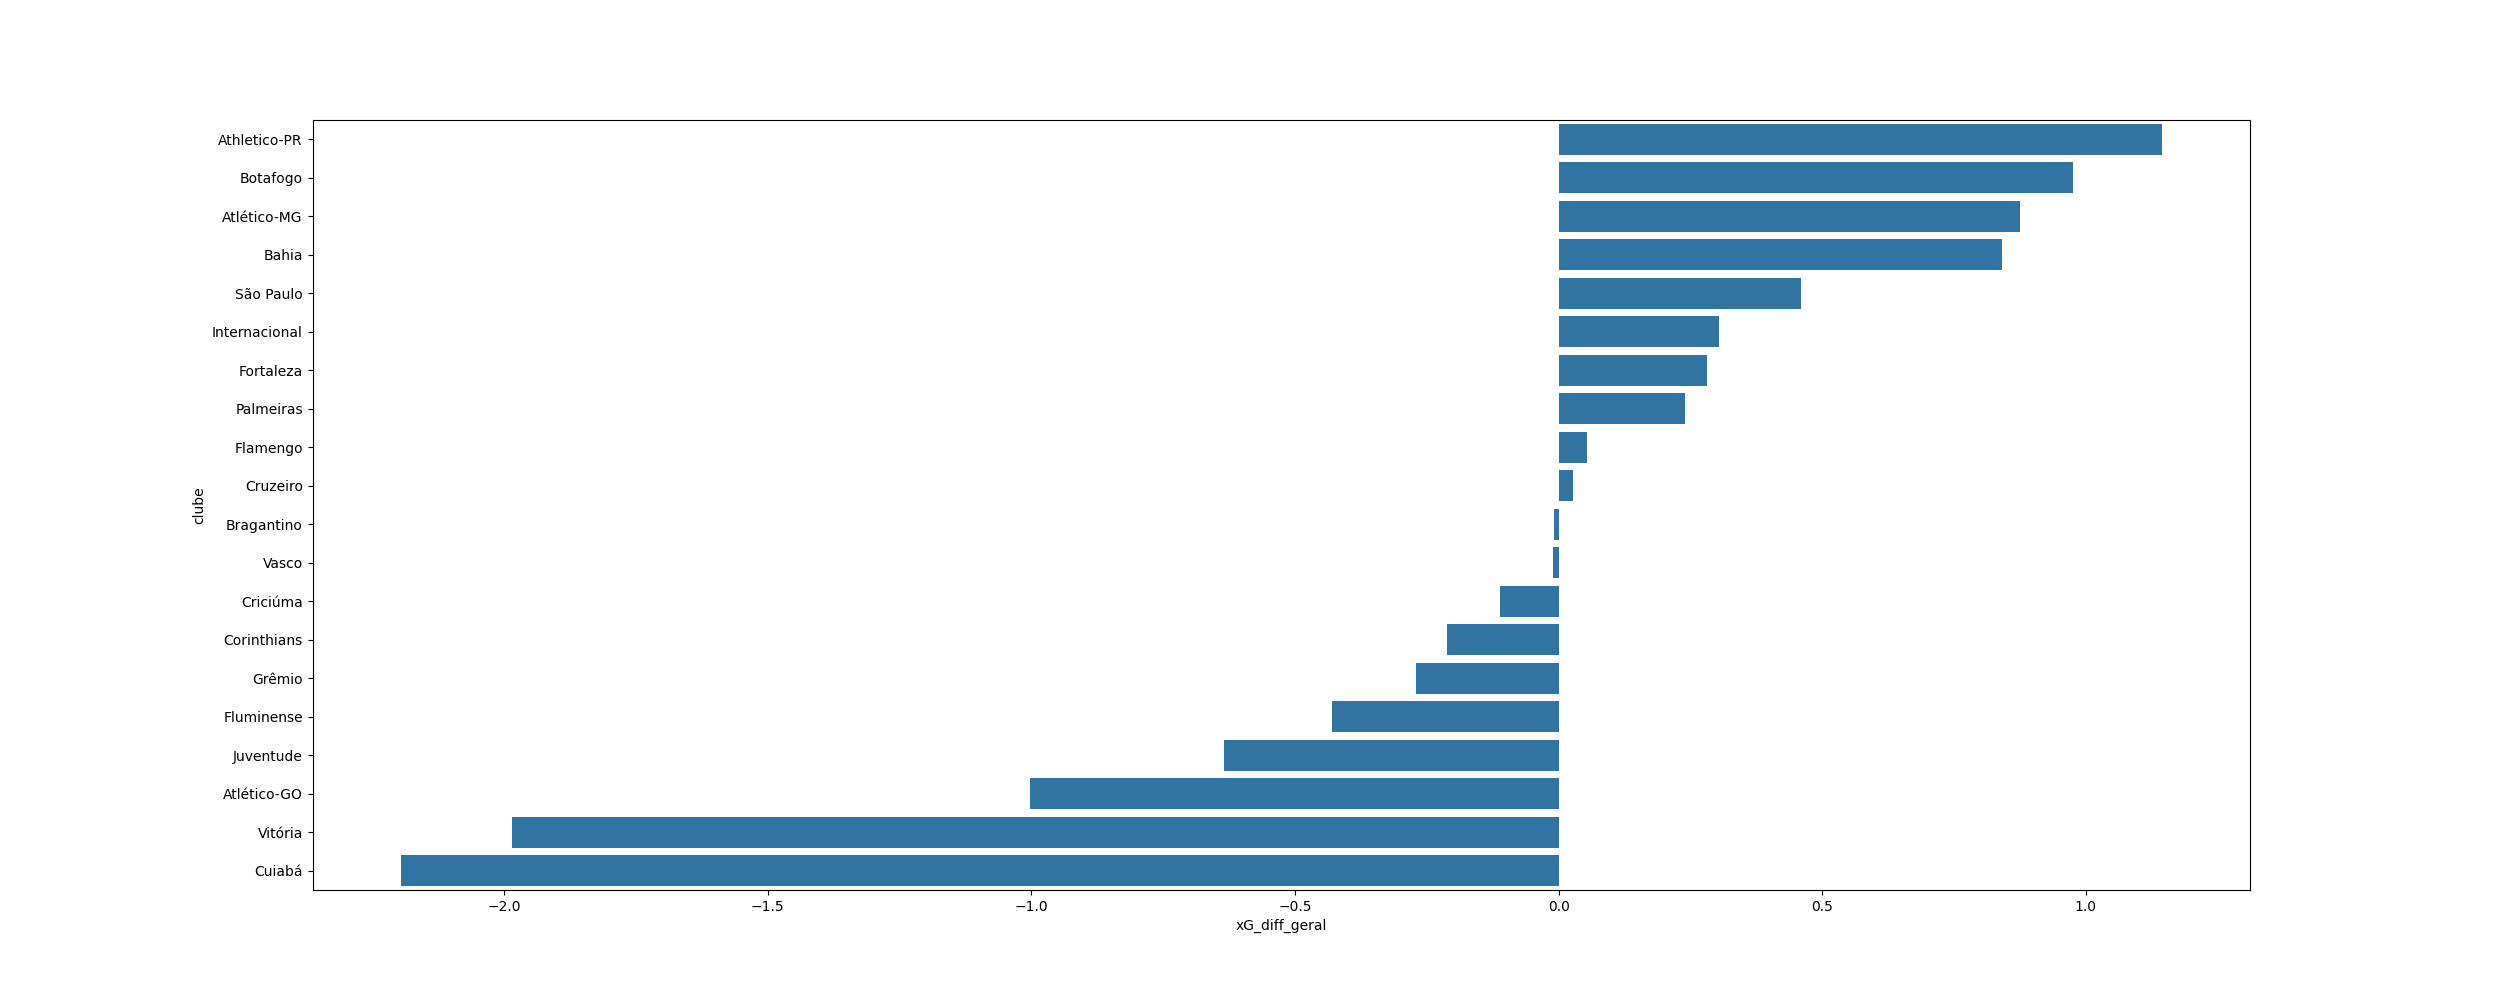 Athletico-PR
Botafogo
Atlético-MG
Bahia
São Paulo
Internacional
Fortaleza
Palmeiras
Flamengo
Cruzeiro
Bragantino
Vasco
Criciúma
Corinthians
Grêmio
Fluminense
Juventude
Atlético-GO
Vitória
Cuiabá
clube
−2.0 −1.5 −1.0 −0.5 0.0 0.5 1.0
xG_diff_geral